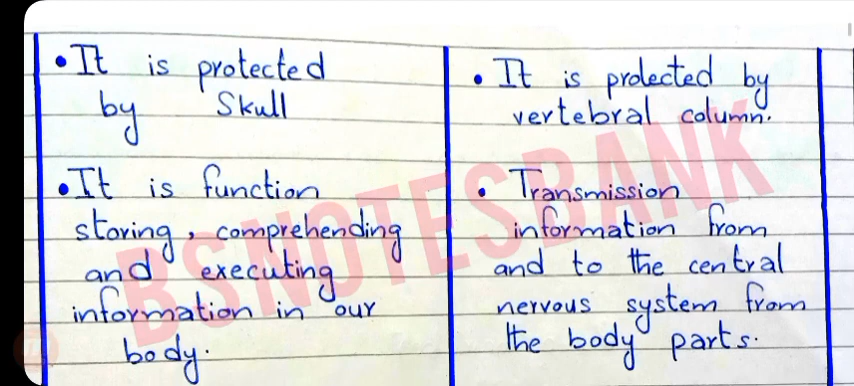 • It is protected
by Skull
• It is function
storing, comprehending
and executing
information in our
body.
• It is protected by
vertebral column.
• Transmission
information from
and to the central
nervous system from
the body parts.
BSNOTESBANK